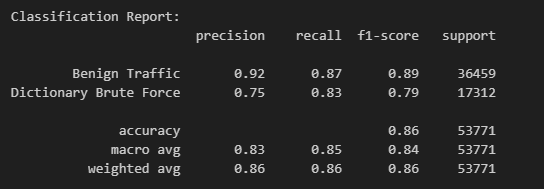 Classification Report:
precision recall f1-score support
Benign Traffic 0.92 0.87 0.89 36459
Dictionary Brute Force 0.75 0.83 0.79 17312
accuracy 0.86 53771
macro avg 0.83 0.85 0.84 53771
weighted avg 0.86 0.86 0.86 53771